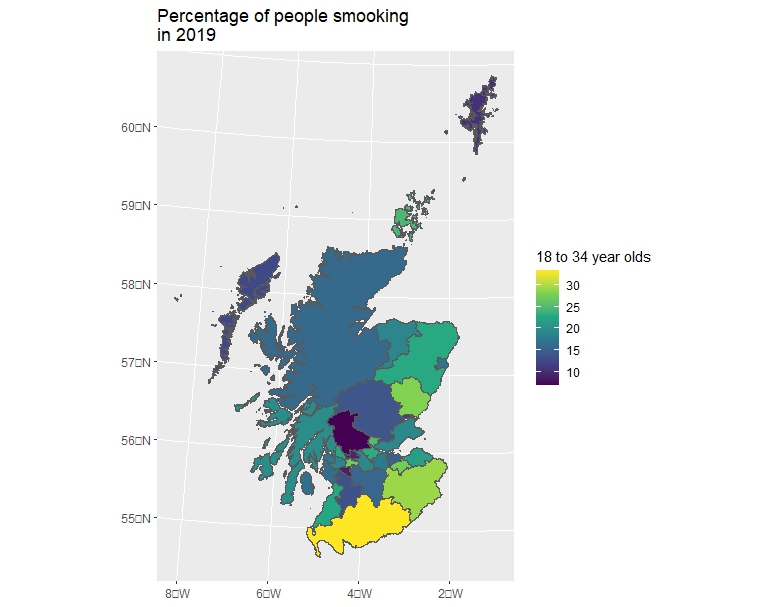 Percentage of people smooking
in 2019
60□N
59□N
58□N
57□N
56□N
55□N
8□W
6□W
4□W
2□W
18 to 34 year olds
30
25
20
15
10